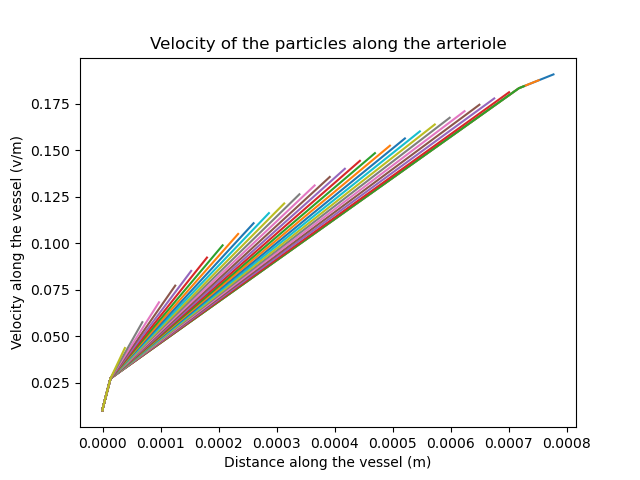 Velocity of the particles along the arteriole
Velocity along the vessel (v/m)
0.175
0.150
0.125
0.100
0.075
0.050
0.025
0.0000 0.0001 0.0002 0.0003 0.0004 0.0005 0.0006 0.0007 0.0008
Distance along the vessel (m)